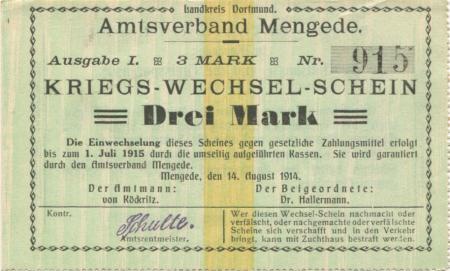 Landkreis Dortmund.
Amtsverband Mengede.
Ausgabe I. 3 MARK Nr. 915
KRIEGS-WECHSEL-SCHEIN
Drei Mark
Die Einwechselung dieses Scheines gegen gesetzliche Zahlungsmittel erfolgt
bis zum 1. Juli 1915 durch die umseitig aufgeführten Kassen. Sie wird garantiert
durch den Amtsverband Mengede.
Mengede, den 14. August 1914.
Der Amtmann: Der Beigeordnete:
von Köckritz. Dr. Hallermann.
Kontr. Schulte.
Amtsrentmeister.
Wer diesen Wechsel-Schein nachmacht oder
verfälscht, oder nachgemachte oder verfälschte
Scheine sich verschafft und in den Verkehr
bringt, kann mit Zuchthaus bestraft werden.